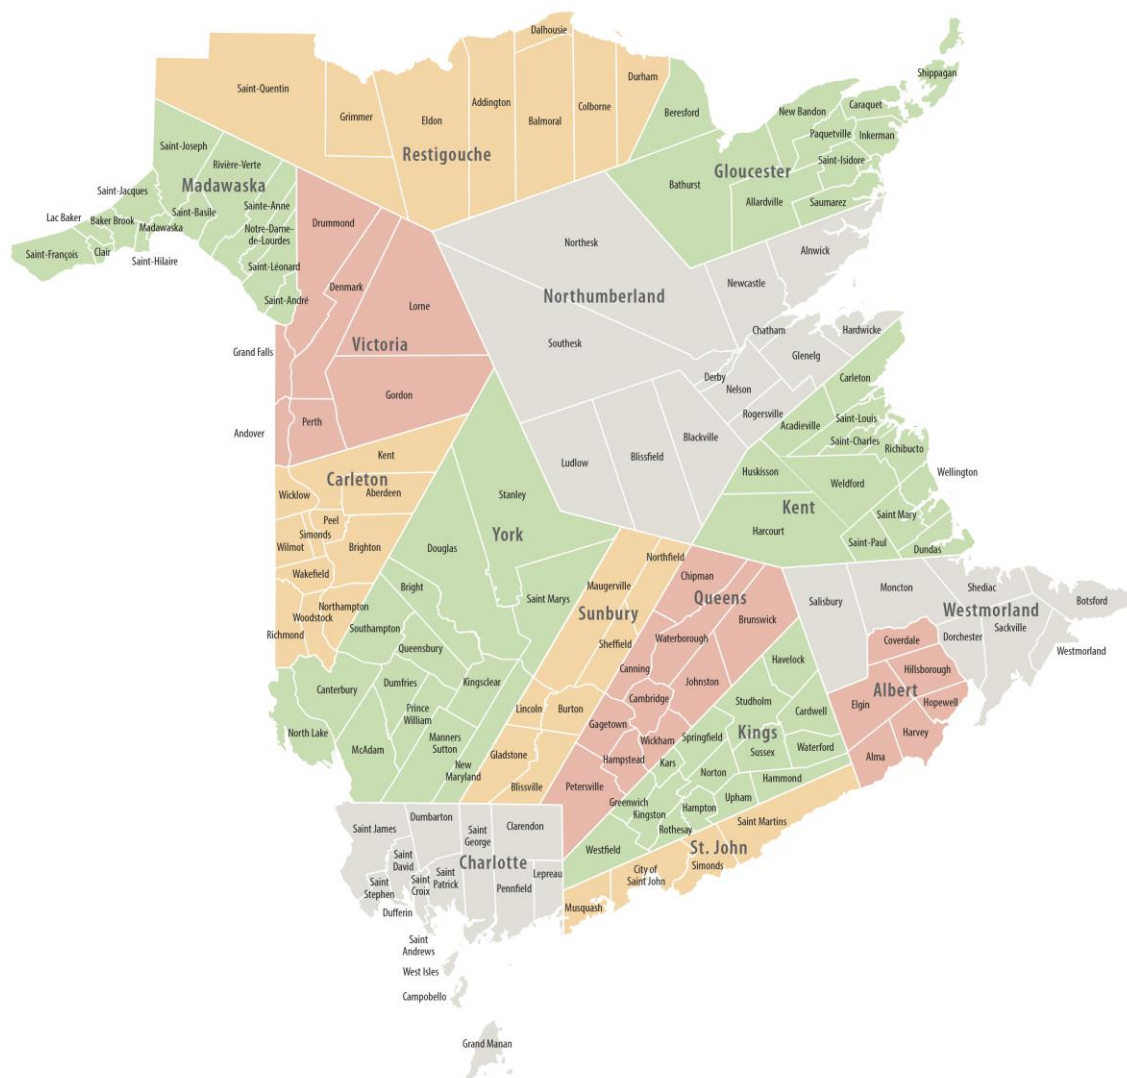 Dalhousie
Saint-Quentin
Grimmer
Eldon
Addington
Balmoral
Colborne
Durham
Restigouche
Shippagan
Beresford
New Bandon
Caraquet
Paquetville
Inkerman
Saint-Isidore
Gloucester
Bathurst
Allardville
Saumarez
Saint-Joseph
Rivière-Verte
Madawaska
Saint-Jacques
Lac Baker
Baker Brook
Madawaska
Saint-Basile
Sainte-Anne
Notre-Dame-
de-Lourdes
Saint-François
Clair
Saint-Hilaire
Saint-Léonard
Saint-André
Drummond
Denmark
Lorne
Victoria
Grand Falls
Gordon
Andover
Perth
Northesk
Alnwick
Newcastle
Northumberland
Southesk
Chatham
Hardwicke
Glenelg
Derby
Nelson
Rogersville
Blackville
Ludlow
Blissfield
Carleton
Acadieville
Saint-Louis
Saint-Charles
Richibucto
Huskisson
Weldford
Wellington
Kent
Harcourt
Saint Mary
Saint-Paul
Dundas
Kent
Carleton
Wicklow
Aberdeen
Peel
Simonds
Wilmot
Brighton
Wakefield
Northampton
Woodstock
Richmond
Stanley
York
Douglas
Bright
Saint Marys
Southampton
Queensbury
Canterbury
Dumfries
Kingsclear
Prince
William
North Lake
McAdam
Manners
Sutton
New
Maryland
Northfield
Maugerville
Sunbury
Sheffield
Lincoln
Burton
Gladstone
Blissville
Chipman
Queens
Brunswick
Waterborough
Canning
Johnston
Cambridge
Gagetown
Wickham
Hampstead
Petersville
Havelock
Studholm
Cardwell
Springfield
Kings
Sussex
Waterford
Kars
Norton
Hammond
Greenwich
Kingston
Hampton
Upham
Rothesay
Westfield
Salisbury
Moncton
Shediac
Botsford
Westmorland
Dorchester
Sackville
Westmorland
Coverdale
Hillsborough
Albert
Elgin
Hopewell
Harvey
Alma
Saint Martins
St. John
Simonds
City of
Saint John
Musquash
Saint James
Dumbarton
Saint
George
Clarendon
Saint
David
Charlotte
Saint
Patrick
Lepreau
Saint
Stephen
Saint
Croix
Pennfield
Dufferin
Saint
Andrews
West Isles
Campobello
Grand Manan